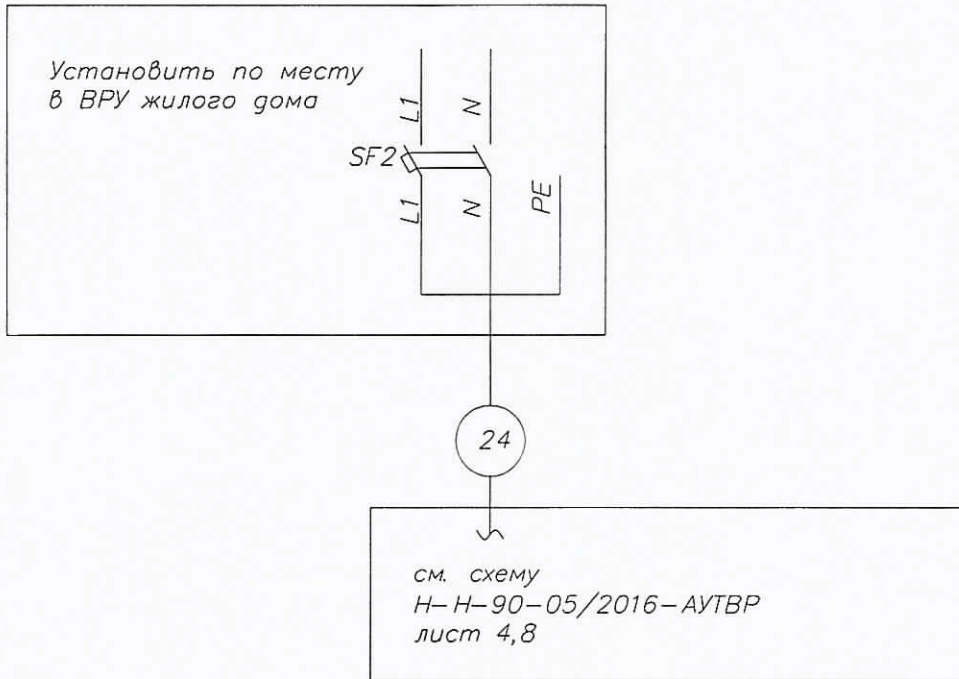 Установить по месту
в ВРУ жилого дома
L1
N
SF2
L1
N
PE
24
см. схему
Н-Н-90-05/2016-АУТВР
лист 4,8